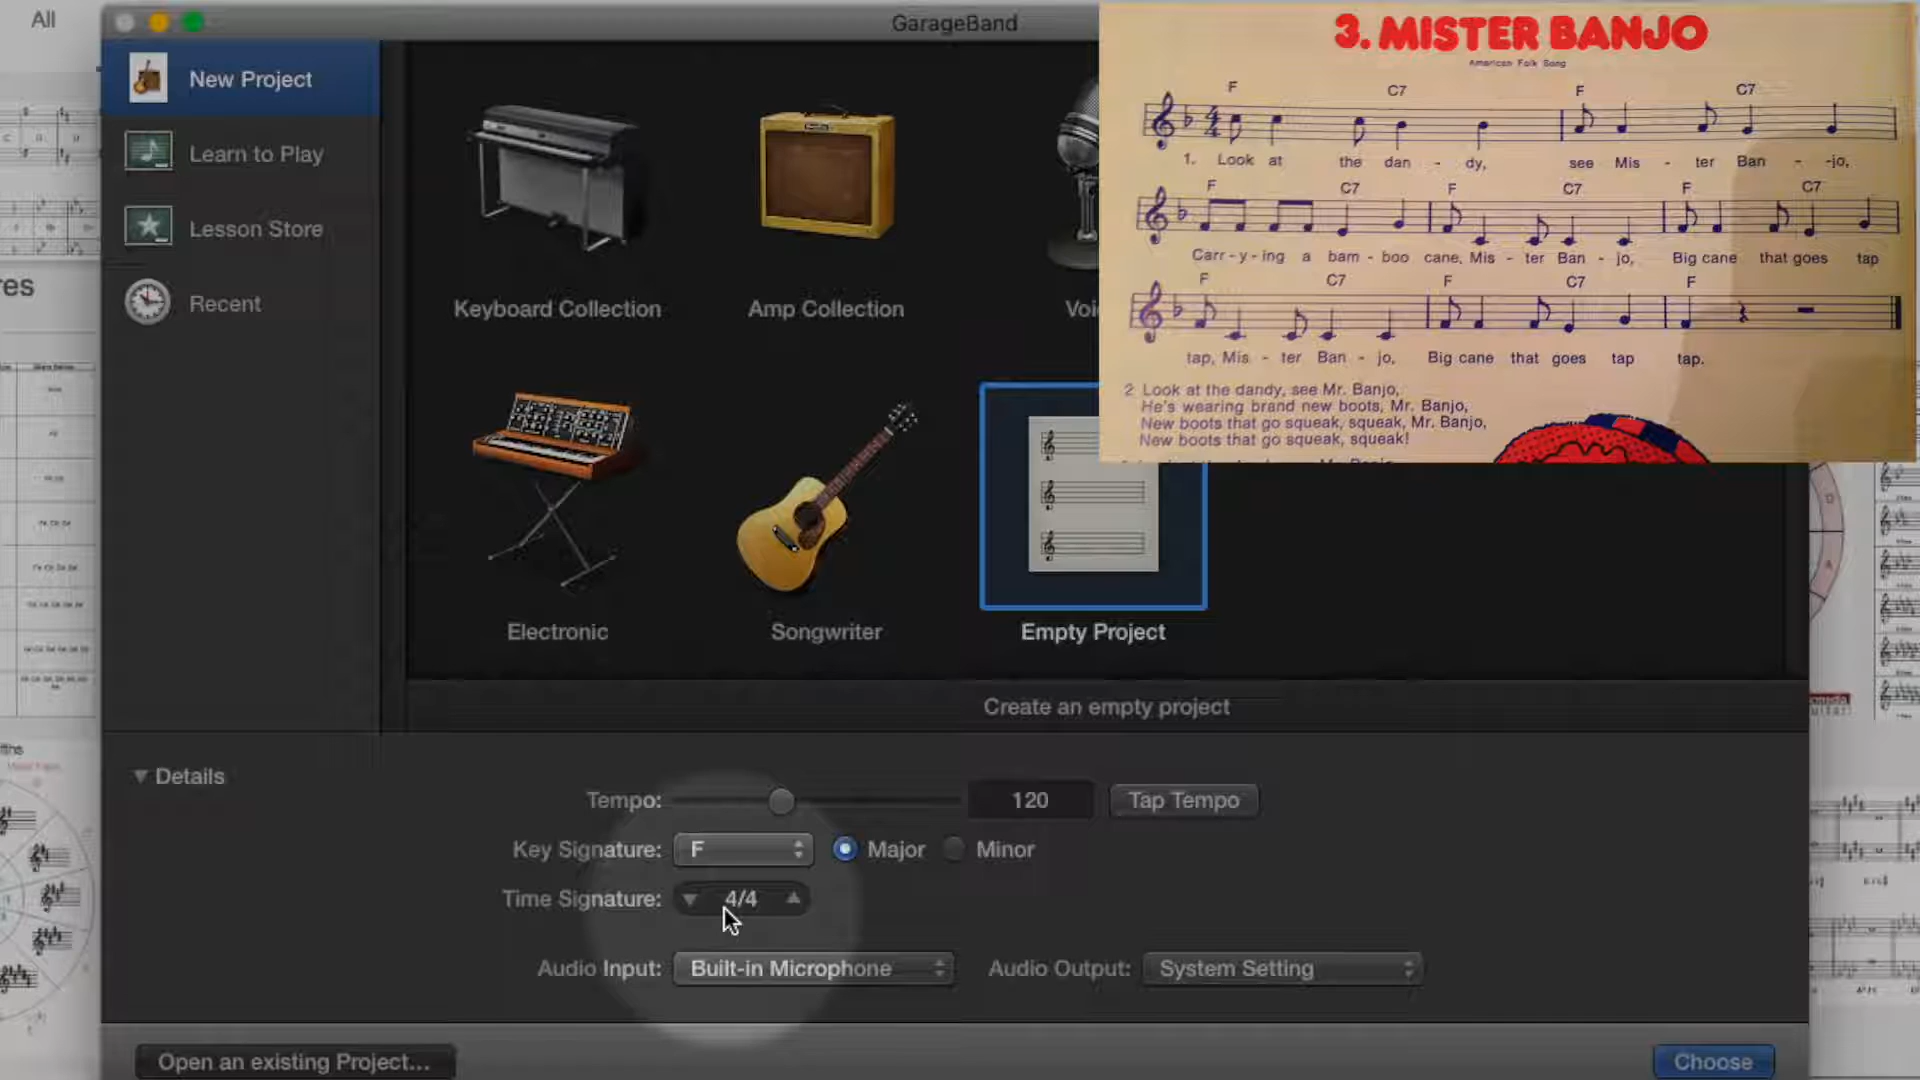 All
GarageBand
New Project
Learn to Play
Lesson Store
Recent
Keyboard Collection
Amp Collection
Electronic
Songwriter
Empty Project
Create an empty project
Details
Tempo:
120
Tap Tempo
Key Signature:
F
Major
Minor
Time Signature:
4/4
Audio Input:
Built-in Microphone
Audio Output:
System Setting
Open an existing Project...
Choose
3. MISTER BANJO
American Folk Song
F C7 F C7
1. Look at the dan - dy, see Mis - ter Ban - -jo,
F C7 F C7 F C7
Carr-y-ing a bam-boo cane, Mis - ter Ban - jo, Big cane that goes tap
F C7 F C7 F
tap, Mis - ter Ban - jo, Big cane that goes tap tap.
2 Look at the dandy, see Mr. Banjo,
He's wearing brand new boots, Mr. Banjo,
New boots that go squeak, squeak, Mr. Banjo,
New boots that go squeak, squeak!